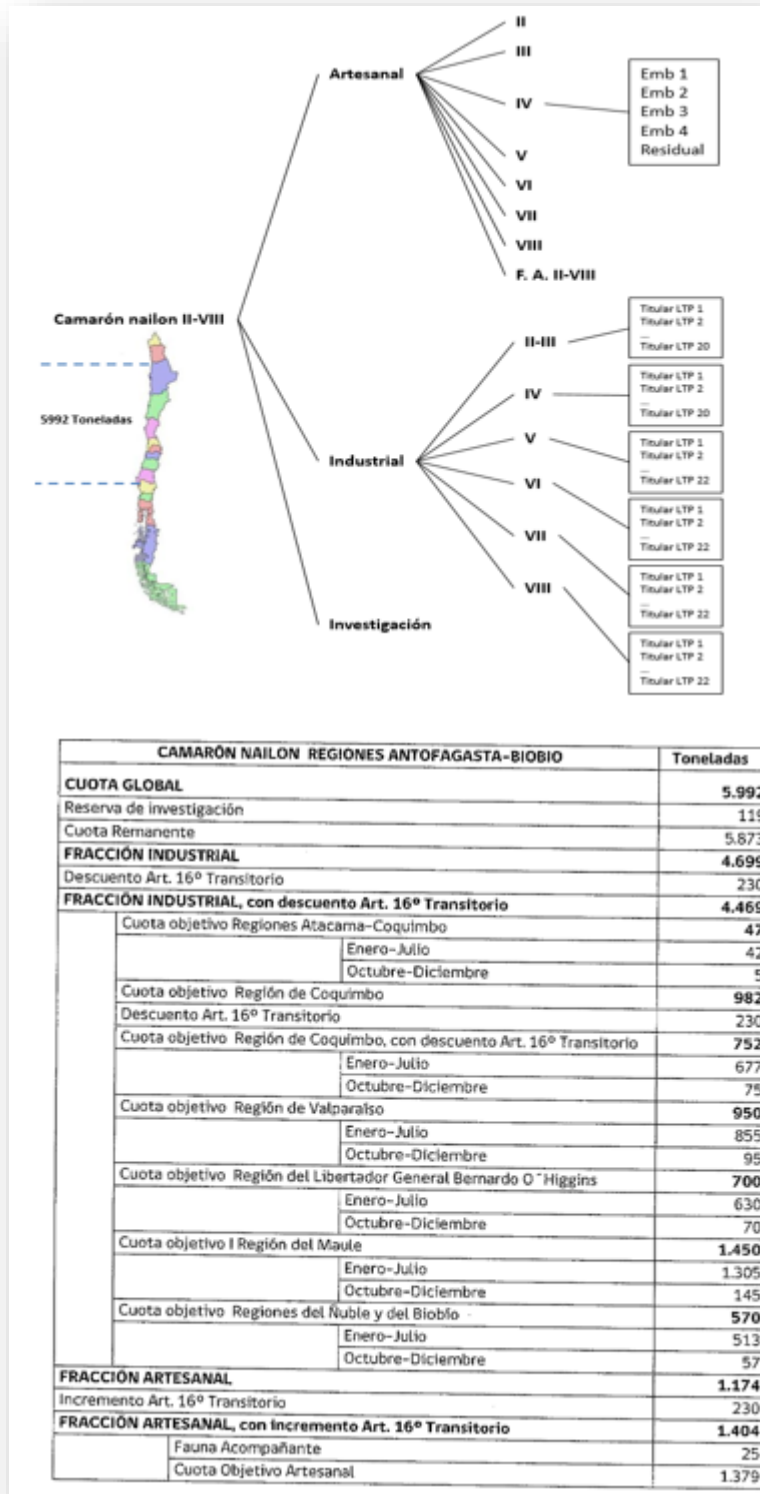 II
III
Artesanal
IV
Emb 1
Emb 2
Emb 3
Emb 4
Residual
V
VI
VII
VIII
F. A. II-VIII
Camarón nailon II-VIII
5992 Toneladas
Industrial
II-III
Titular LTP 1
Titular LTP 2
...
Titular LTP 20
IV
Titular LTP 1
Titular LTP 2
...
Titular LTP 20
V
Titular LTP 1
Titular LTP 2
...
Titular LTP 22
VI
Titular LTP 1
Titular LTP 2
...
Titular LTP 22
VII
Titular LTP 1
Titular LTP 2
...
Titular LTP 22
VIII
Titular LTP 1
Titular LTP 2
...
Titular LTP 22
Investigación
CAMARÓN NAILON REGIONES ANTOFAGASTA-BIOBIO Toneladas
CUOTA GLOBAL 5.992
Reserva de investigación 119
Cuota Remanente 5.873
FRACCIÓN INDUSTRIAL 4.699
Descuento Art. 16º Transitorio 230
FRACCIÓN INDUSTRIAL, con descuento Art. 16º Transitorio 4.469
Cuota objetivo Regiones Atacama-Coquimbo 47
Enero-Julio 42
Octubre-Diciembre 5
Cuota objetivo Región de Coquimbo 982
Descuento Art. 16º Transitorio 230
Cuota objetivo Región de Coquimbo, con descuento Art. 16º Transitorio 752
Enero-Julio 677
Octubre-Diciembre 75
Cuota objetivo Región de Valparaíso 950
Enero-Julio 855
Octubre-Diciembre 95
Cuota objetivo Región del Libertador General Bernardo O´Higgins 700
Enero-Julio 630
Octubre-Diciembre 70
Cuota objetivo I Región del Maule 1.450
Enero-Julio 1.305
Octubre-Diciembre 145
Cuota objetivo Regiones del Ñuble y del Biobío 570
Enero-Julio 513
Octubre-Diciembre 57
FRACCIÓN ARTESANAL 1.174
Incremento Art. 16º Transitorio 230
FRACCIÓN ARTESANAL, con Incremento Art. 16º Transitorio 1.404
Fauna Acompañante 25
Cuota Objetivo Artesanal 1.379